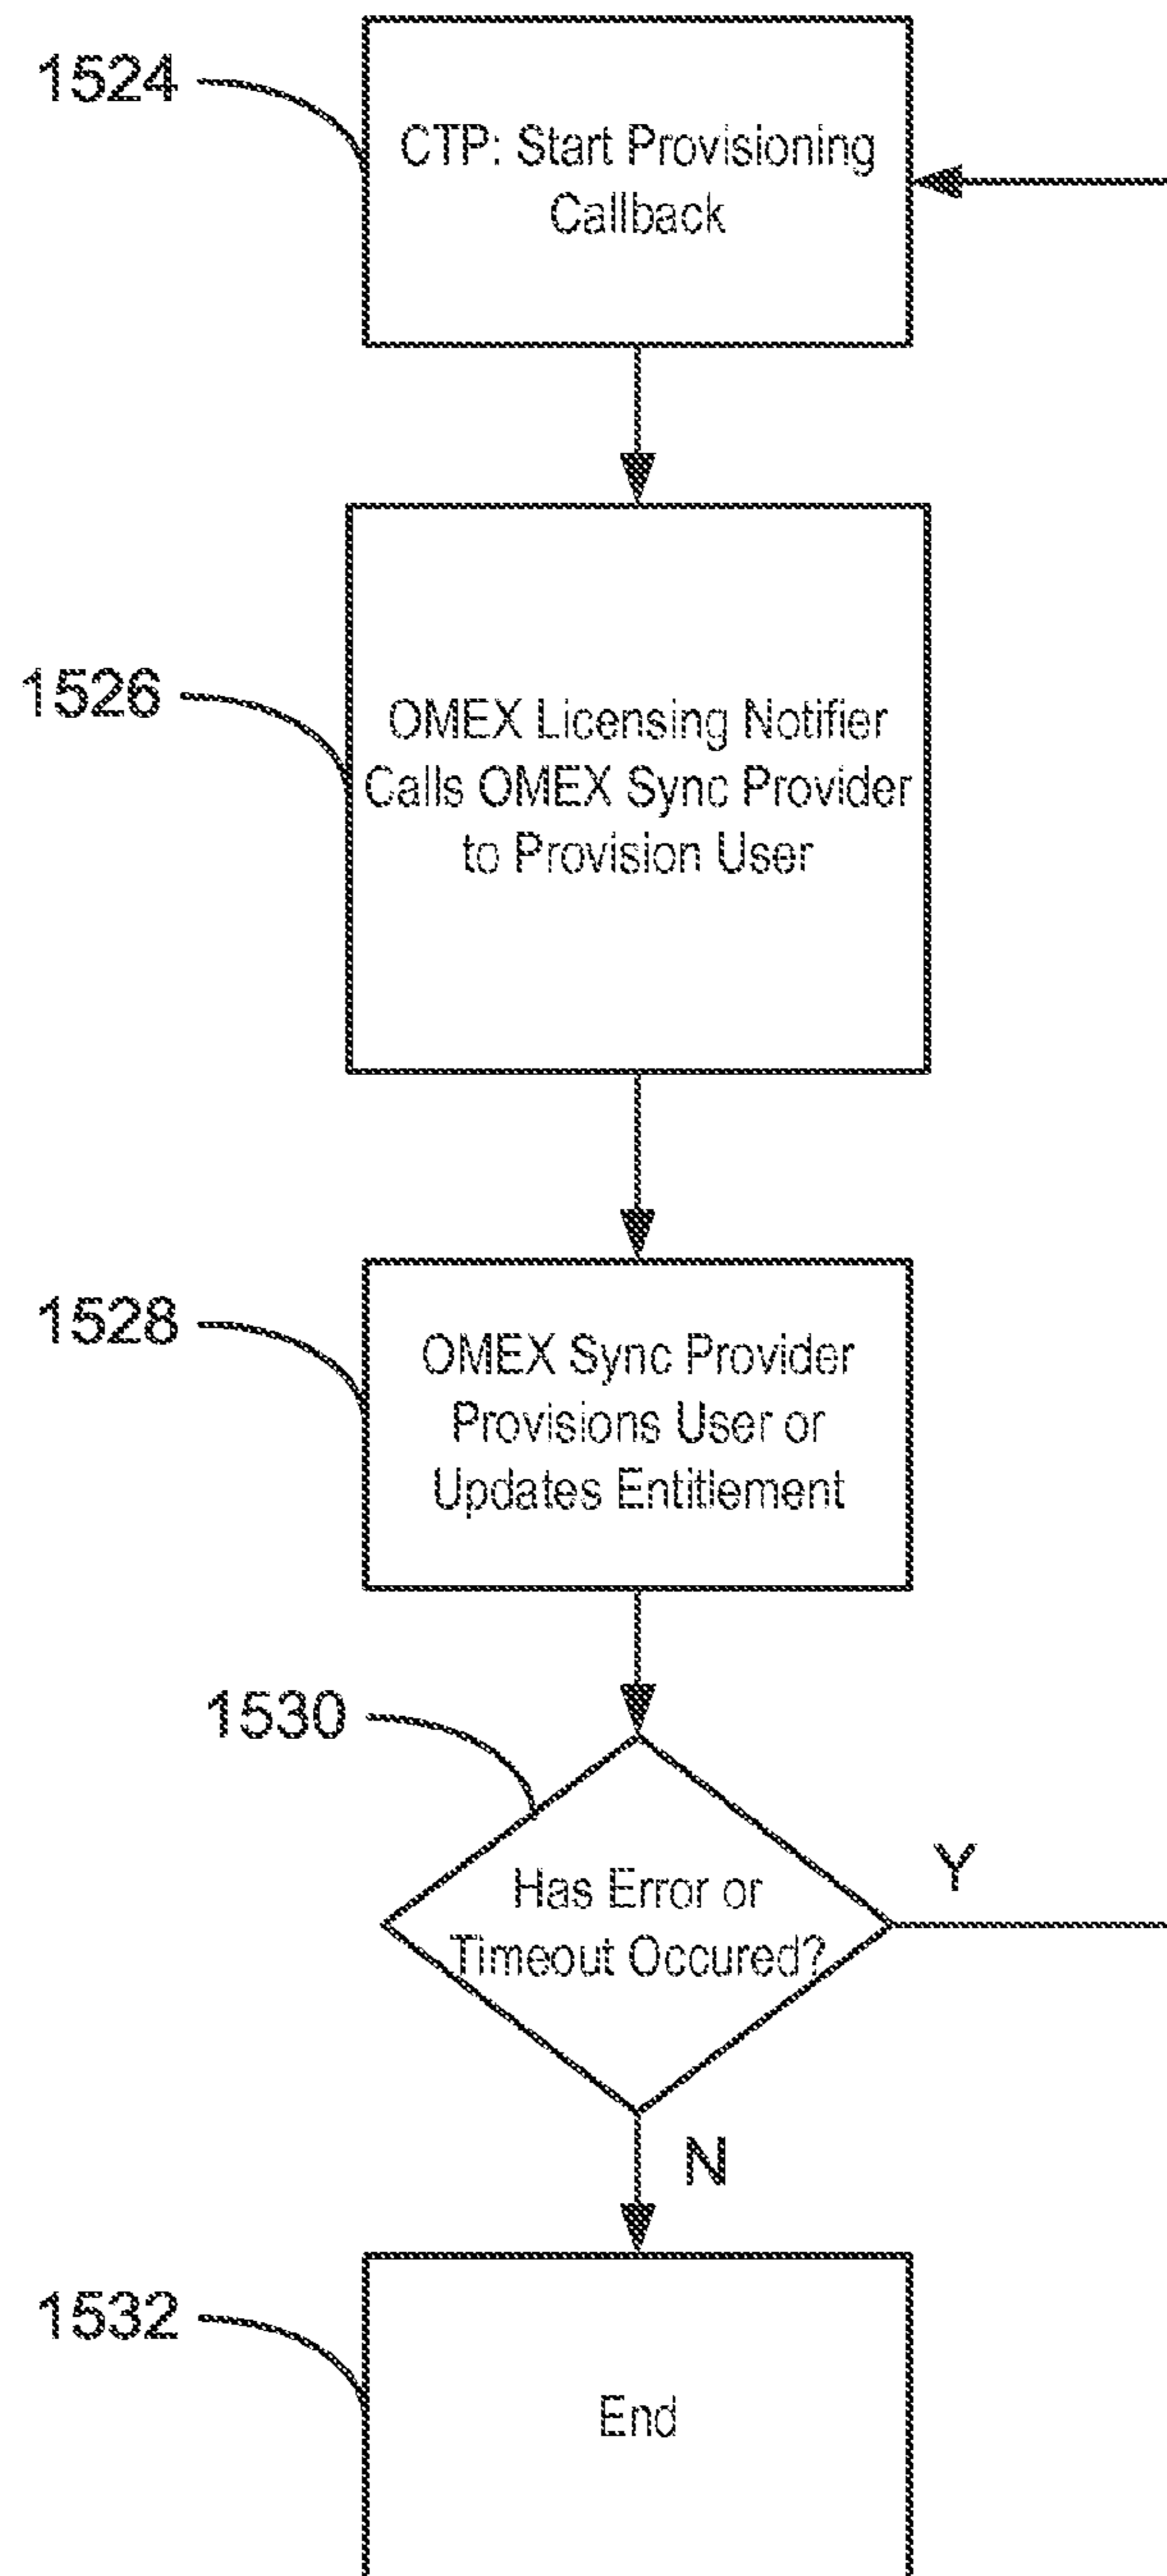 1524
CTP: Start Provisioning
Callback
1526
OMEX Licensing Notifier
Calls OMEX Sync Provider
to Provision User
1528
OMEX Sync Provider
Provisions User or
Updates Entitlement
1530
Has Error or
Timeout Occured?
Y
N
1532
End